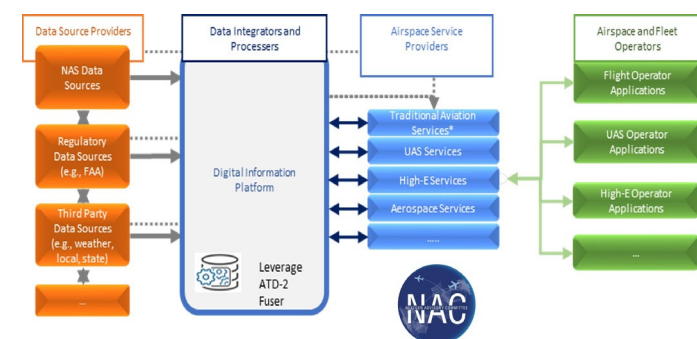 Data Source Providers
NAS Data
Sources
Regulatory
Data Sources
(e.g., FAA)
Third Party
Data Sources
(e.g., weather,
local, state)
...
Data Integrators and
Processers
Digital Information
Platform
Leverage
ATD-2
Fuser
Airspace Service
Providers
Traditional Aviation
Services*
UAS Services
High-E Services
Aerospace Services
.....
NAC
Airspace and Fleet
Operators
Flight Operator
Applications
UAS Operator
Applications
High-E Operator
Applications
...